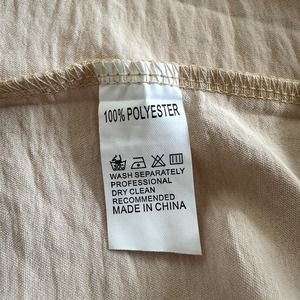 100% POLYESTER
WASH SEPARATELY
PROFESSIONAL
DRY CLEAN
RECOMMENDED
MADE IN CHINA